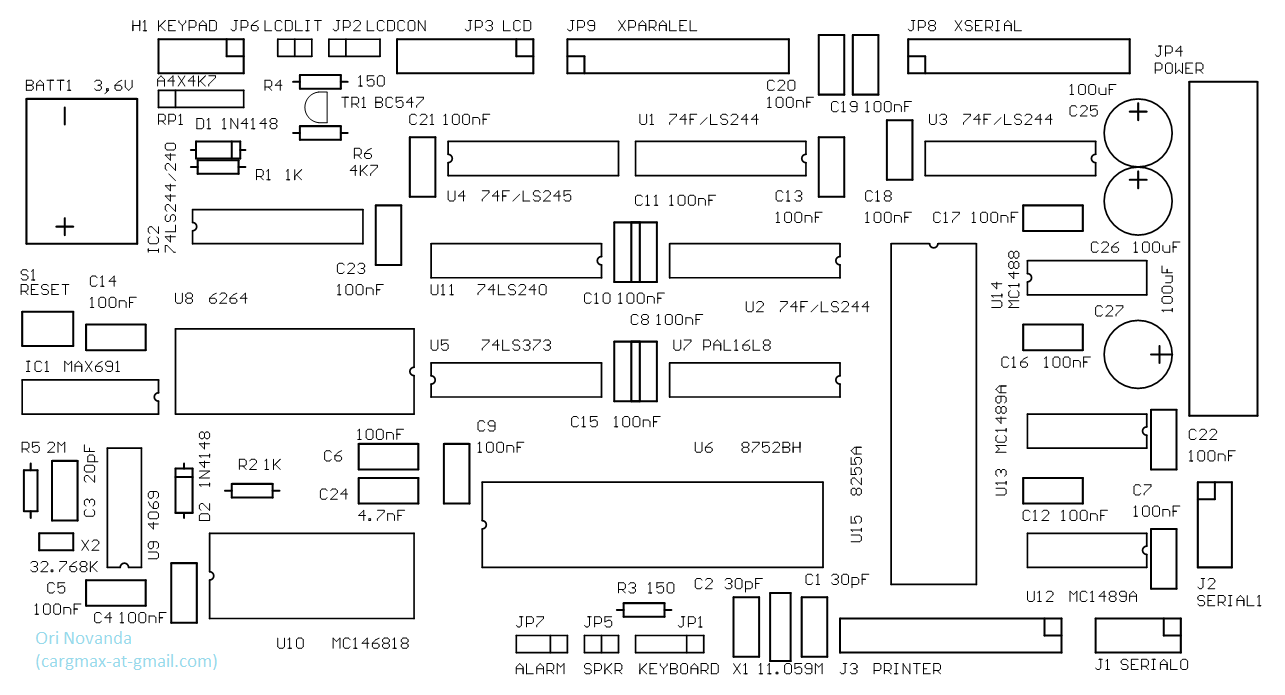 H1 KEYPAD
JP6 LCDLIT
JP2 LCDCON
JP3 LCD
JP9 XPARALEL
JP8 XSERIAL
JP4
POWER
BATT1 3,6V
A4X4K7
RP1
R4 150
TR1 BC547
C20
100nF
C19 100nF
100uF
C25
D1 1N4148
R1 1K
R6
4K7
C21 100nF
U1 74F/LS244
U3 74F/LS244
IC2
74LS244/240
U4 74F/LS245
C11 100nF
C13
100nF
C18
100nF
C17 100nF
C26 100uF
C23
100nF
S1
RESET
C14
100nF
U8 6264
U11 74LS240
C10 100nF
U2 74F/LS244
U14
MC1488
C27
100uF
C8 100nF
U5 74LS373
U7 PAL16L8
IC1 MAX691
C16 100nF
C15 100nF
U13 MC1489A
C22
100nF
R5 2M
C3 20pF
U9 4069
D2 1N4148
R2 1K
100nF
C6
C24
4.7nF
C9
100nF
U6 8752BH
U15 8255A
C12 100nF
C7
100nF
X2
32.768K
C5
100nF
C4 100nF
U10 MC146818
R3 150
C2 30pF
C1 30pF
U12 MC1489A
J2
SERIAL1
JP7
ALARM
JP5
SPKR
JP1
KEYBOARD
X1 11.059M
J3 PRINTER
J1 SERIAL0
Ori Novanda
(cargmax-at-gmail.com)